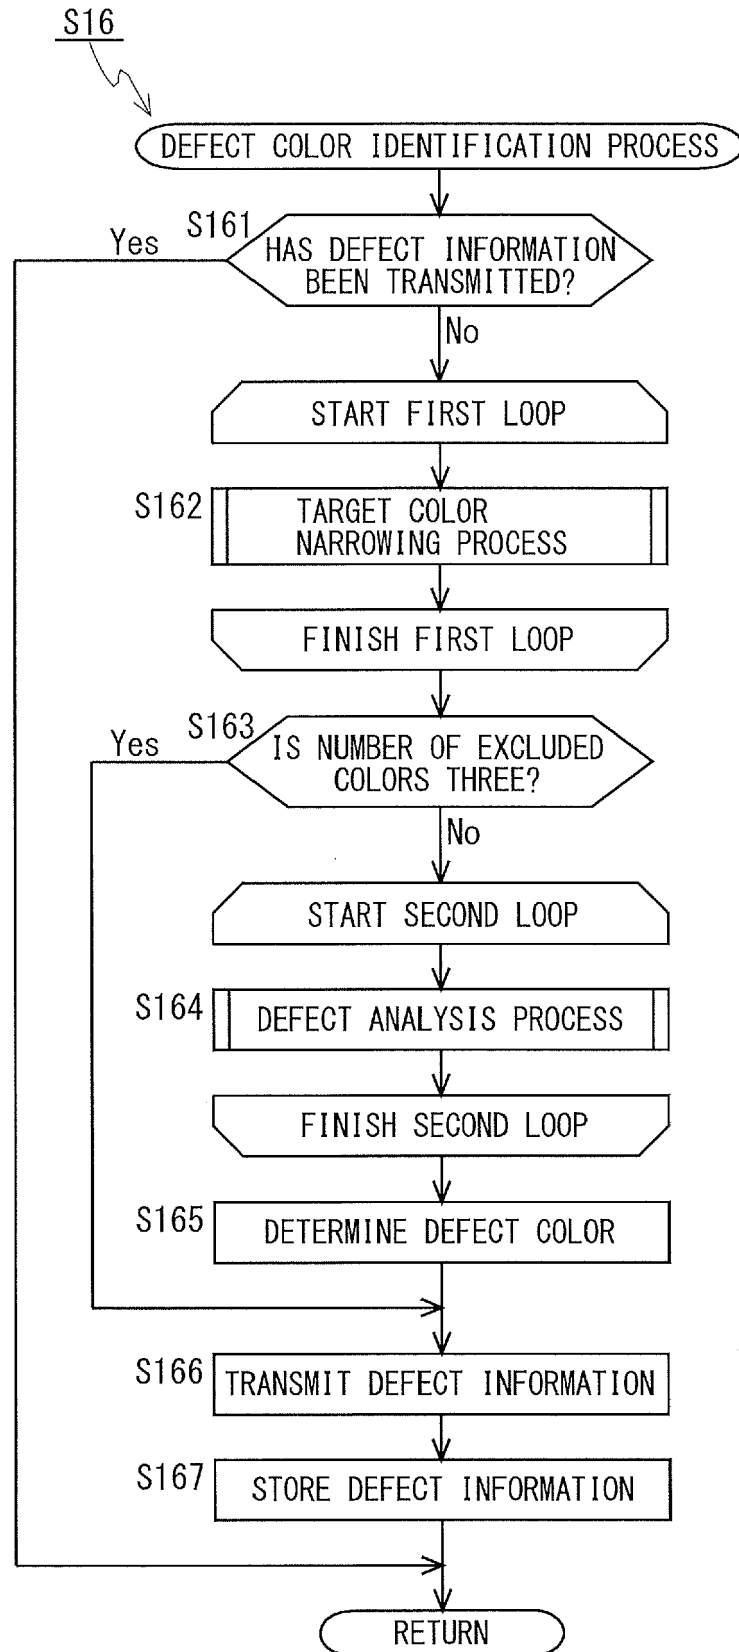 S16
DEFECT COLOR IDENTIFICATION PROCESS
S161
Yes
HAS DEFECT INFORMATION
BEEN TRANSMITTED?
No
START FIRST LOOP
S162
TARGET COLOR
NARROWING PROCESS
FINISH FIRST LOOP
S163
Yes
IS NUMBER OF EXCLUDED
COLORS THREE?
No
START SECOND LOOP
S164
DEFECT ANALYSIS PROCESS
FINISH SECOND LOOP
S165
DETERMINE DEFECT COLOR
S166
TRANSMIT DEFECT INFORMATION
S167
STORE DEFECT INFORMATION
RETURN